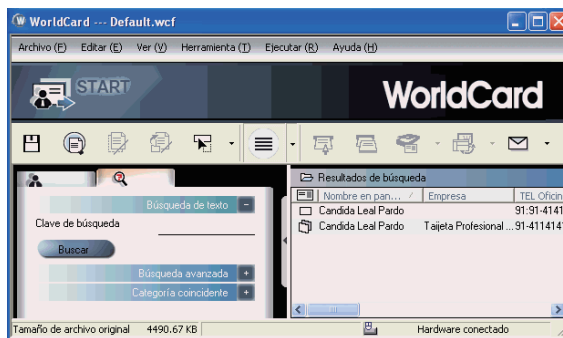 WorldCard --- Default.wcf
Archivo (F) Editar (E) Ver (V) Herramienta (T) Ejecutar (R) Ayuda (H)
START
WorldCard
Resultados de búsqueda
Búsqueda de texto
Clave de búsqueda
Buscar
Búsqueda avanzada
Categoría coincidente
Nombre en pan... Empresa TEL Oficin
Candida Leal Pardo 91:91-4141
Candida Leal Pardo Taijeta Profesional ... 91-4114141
Tamaño de archivo original 4490.67 KB Hardware conectado